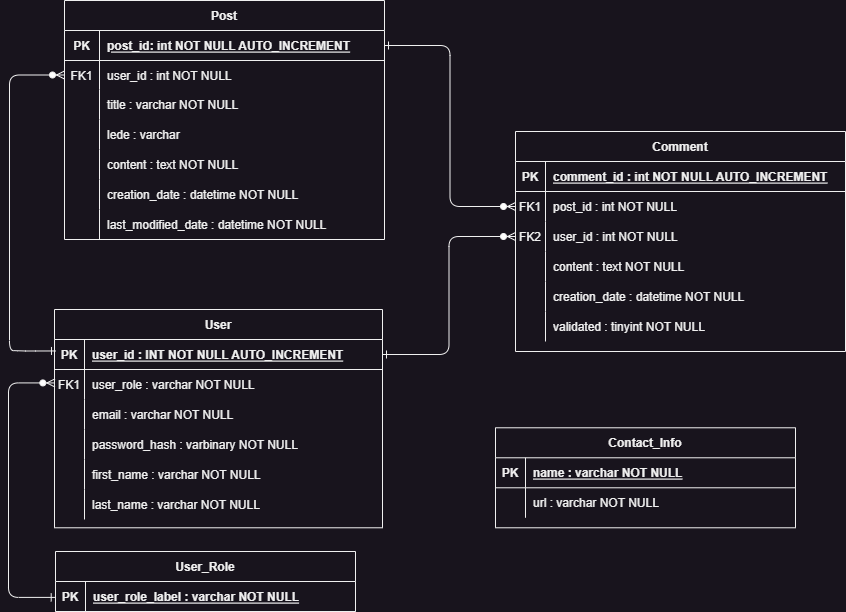 Post
PK post_id: int NOT NULL AUTO_INCREMENT
FK1 user_id : int NOT NULL
title : varchar NOT NULL
lede : varchar
content : text NOT NULL
creation_date : datetime NOT NULL
last_modified_date : datetime NOT NULL
Comment
PK comment_id : int NOT NULL AUTO_INCREMENT
FK1 post_id : int NOT NULL
FK2 user_id : int NOT NULL
content : text NOT NULL
creation_date : datetime NOT NULL
validated : tinyint NOT NULL
User
PK user_id : INT NOT NULL AUTO_INCREMENT
FK1 user_role : varchar NOT NULL
email : varchar NOT NULL
password_hash : varbinary NOT NULL
first_name : varchar NOT NULL
last_name : varchar NOT NULL
Contact_Info
PK name : varchar NOT NULL
url : varchar NOT NULL
User_Role
PK user_role_label : varchar NOT NULL